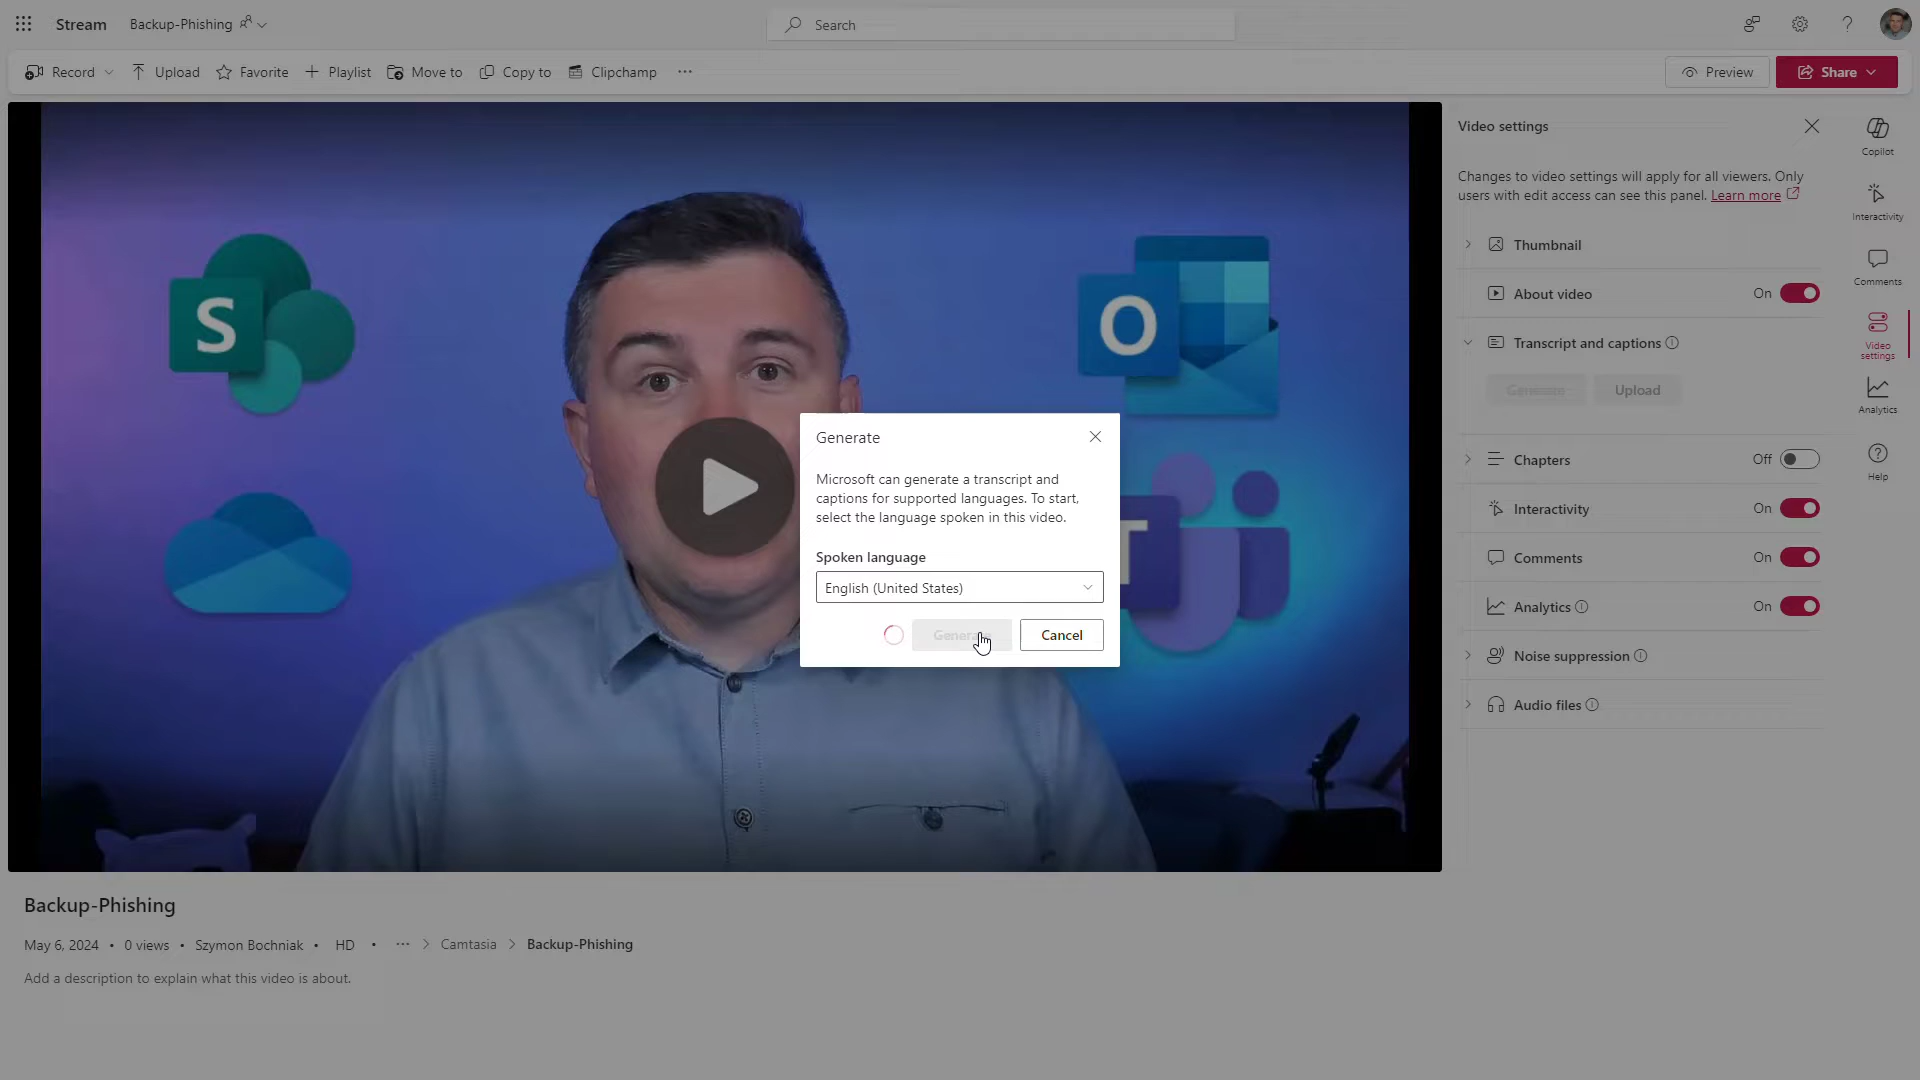 Stream
Backup-Phishing
Search
Record
Upload
Favorite
Playlist
Move to
Copy to
Clipchamp
Preview
Share
S
O
T
Video settings
Changes to video settings will apply for all viewers. Only
users with edit access can see this panel. Learn more
Thumbnail
About video
On
Transcript and captions
Generate
Upload
Chapters
Off
Interactivity
On
Comments
On
Analytics
On
Noise suppression
Audio files
Copilot
Interactivity
Comments
Video
settings
Analytics
Help
Generate
Microsoft can generate a transcript and
captions for supported languages. To start,
select the language spoken in this video.
Spoken language
English (United States)
Generate
Cancel
Backup-Phishing
May 6, 2024 • 0 views • Szymon Bochniak • HD • ··· > Camtasia > Backup-Phishing
Add a description to explain what this video is about.